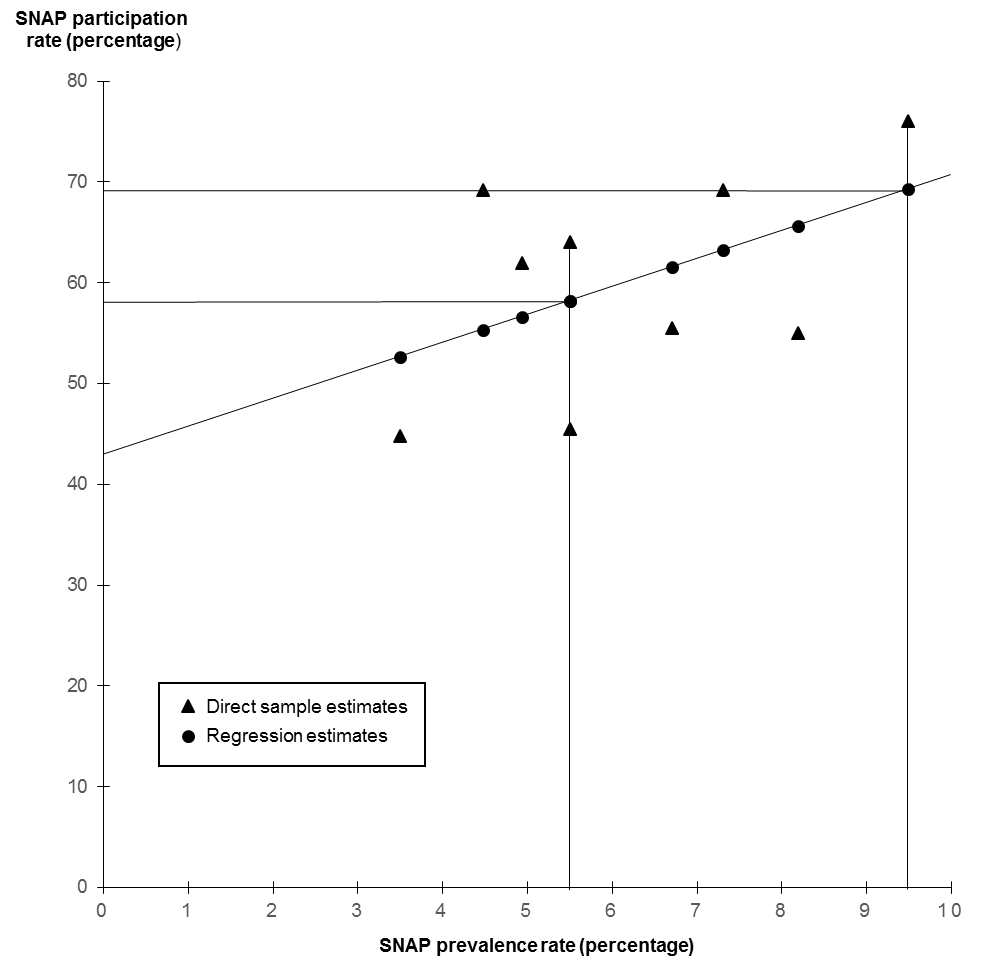 SNAP participation
rate (percentage)
80
70
60
50
40
30
20
10
0
Direct sample estimates
Regression estimates
0 1 2 3 4 5 6 7 8 9 10
SNAP prevalence rate (percentage)